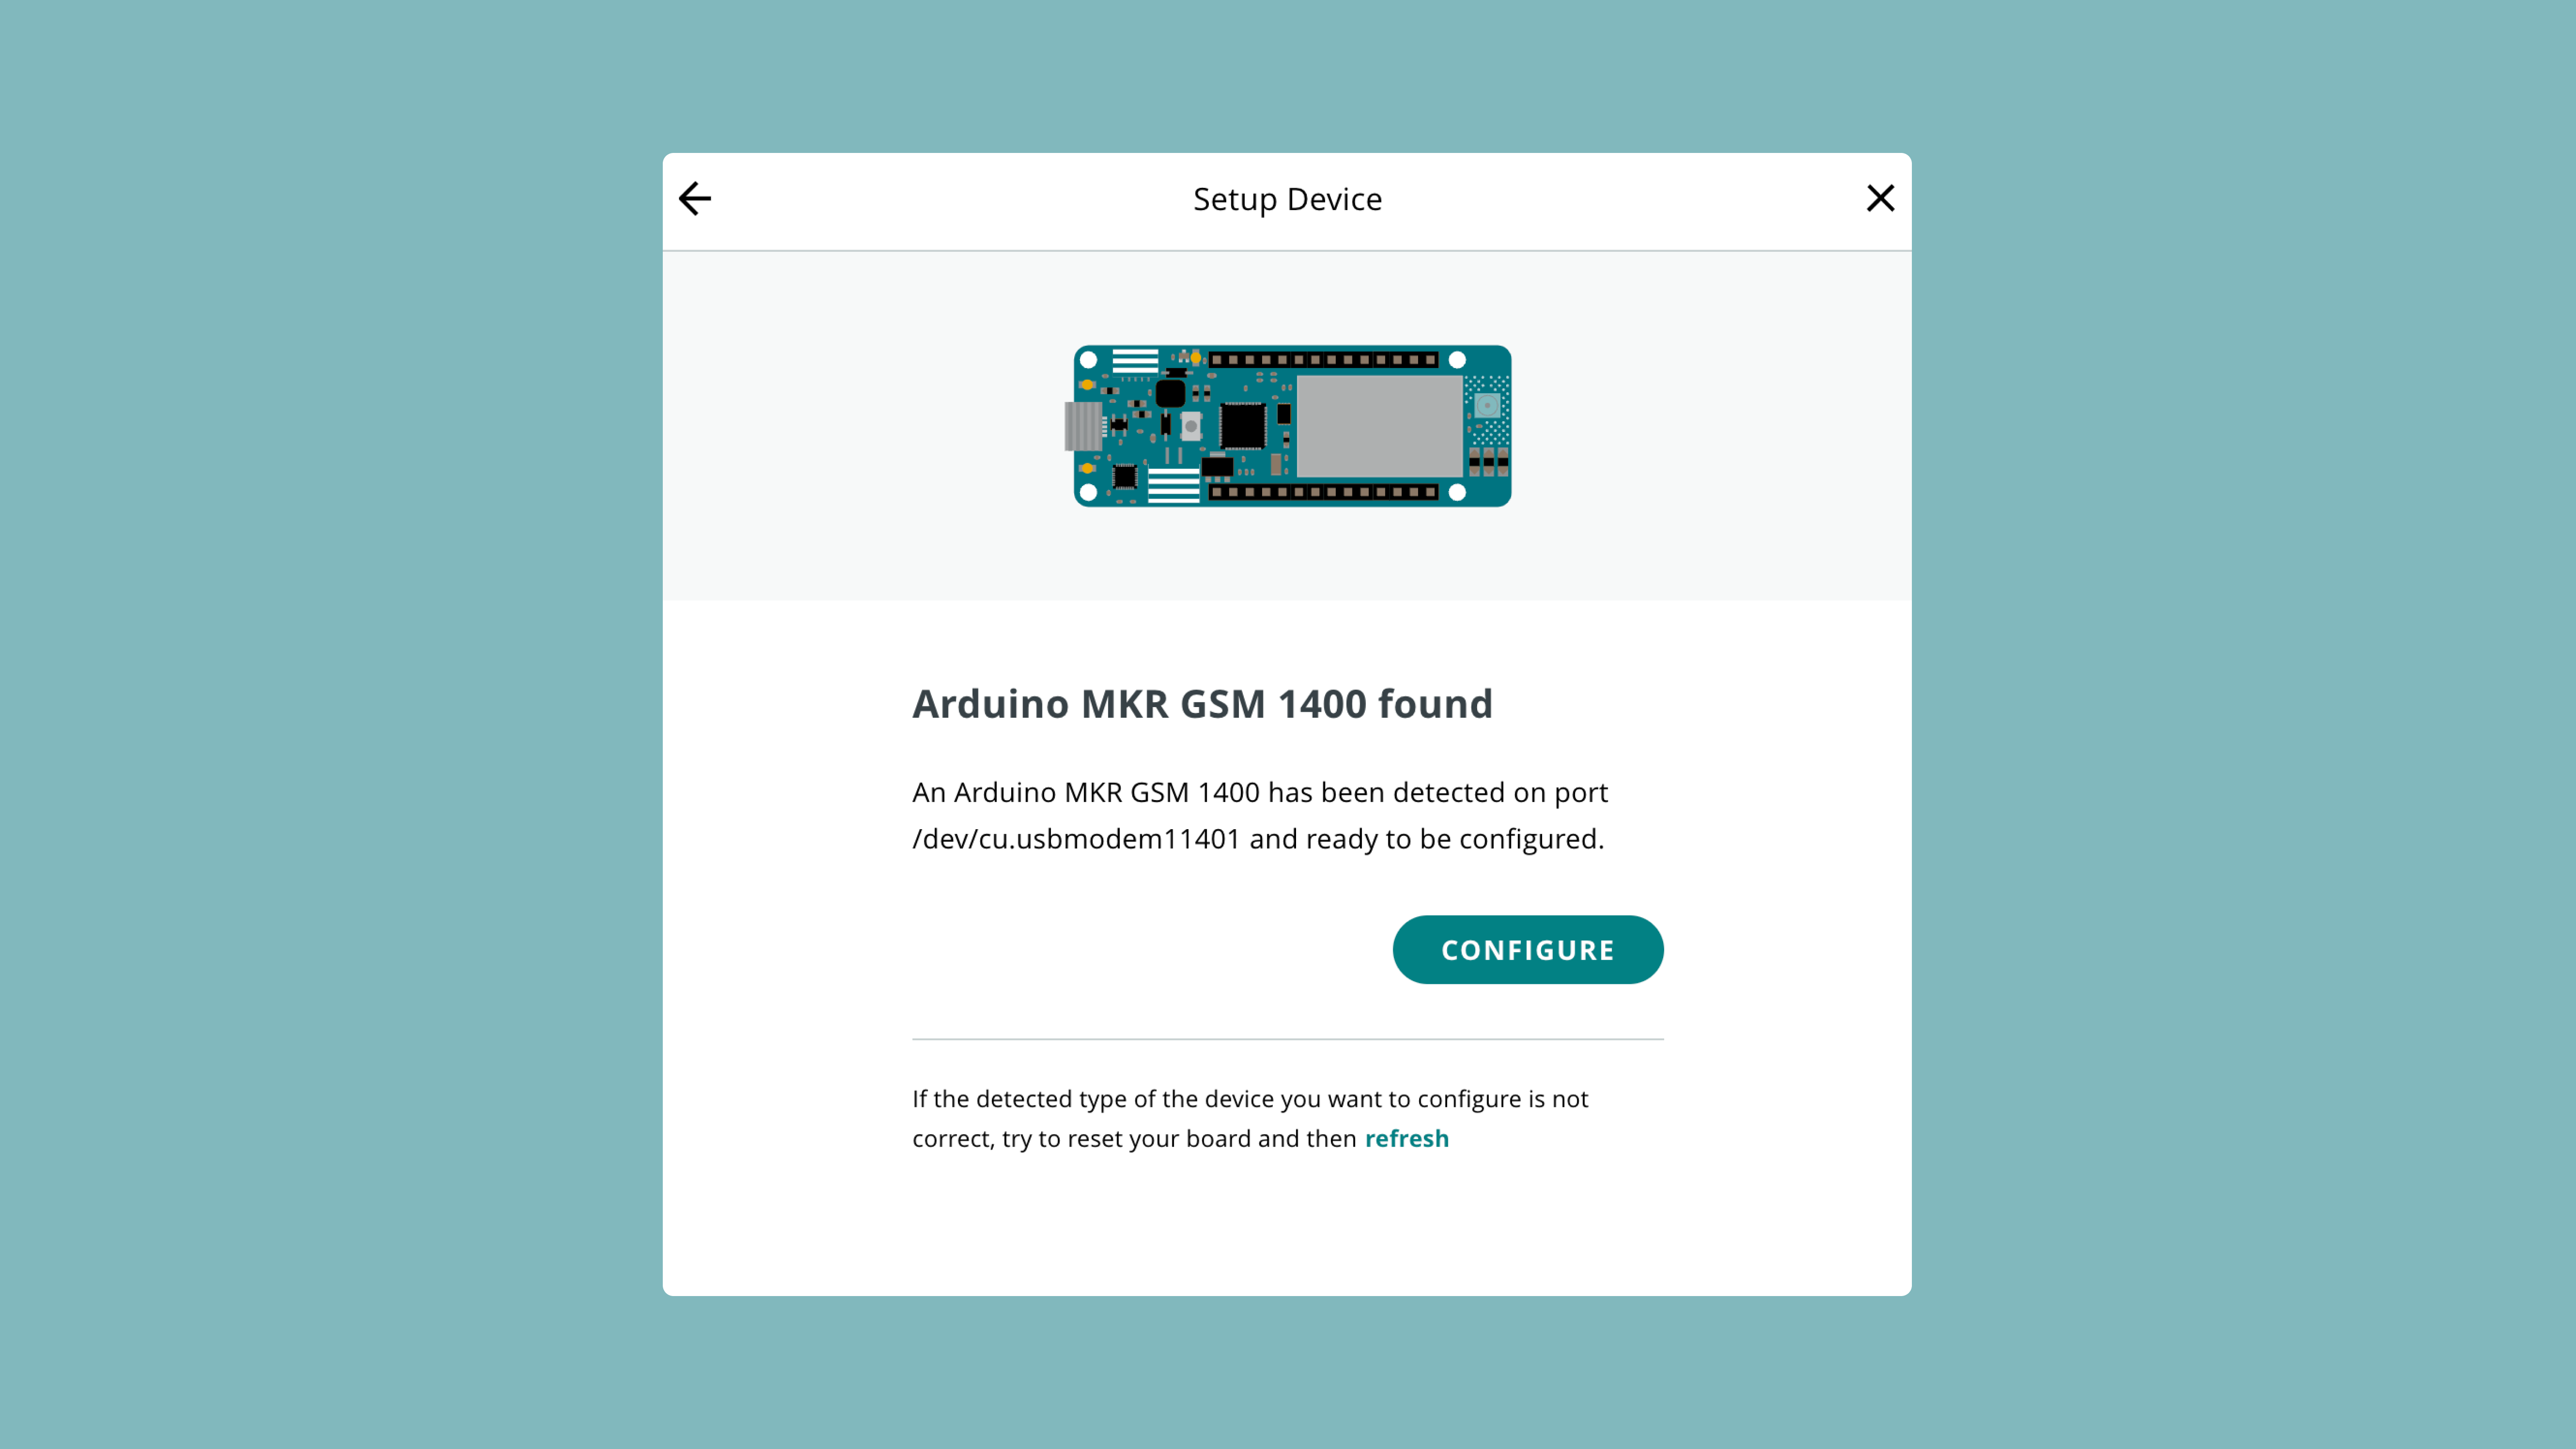 Setup Device
Arduino MKR GSM 1400 found
An Arduino MKR GSM 1400 has been detected on port
/dev/cu.usbmodem11401 and ready to be configured.
CONFIGURE
If the detected type of the device you want to configure is not
correct, try to reset your board and then refresh